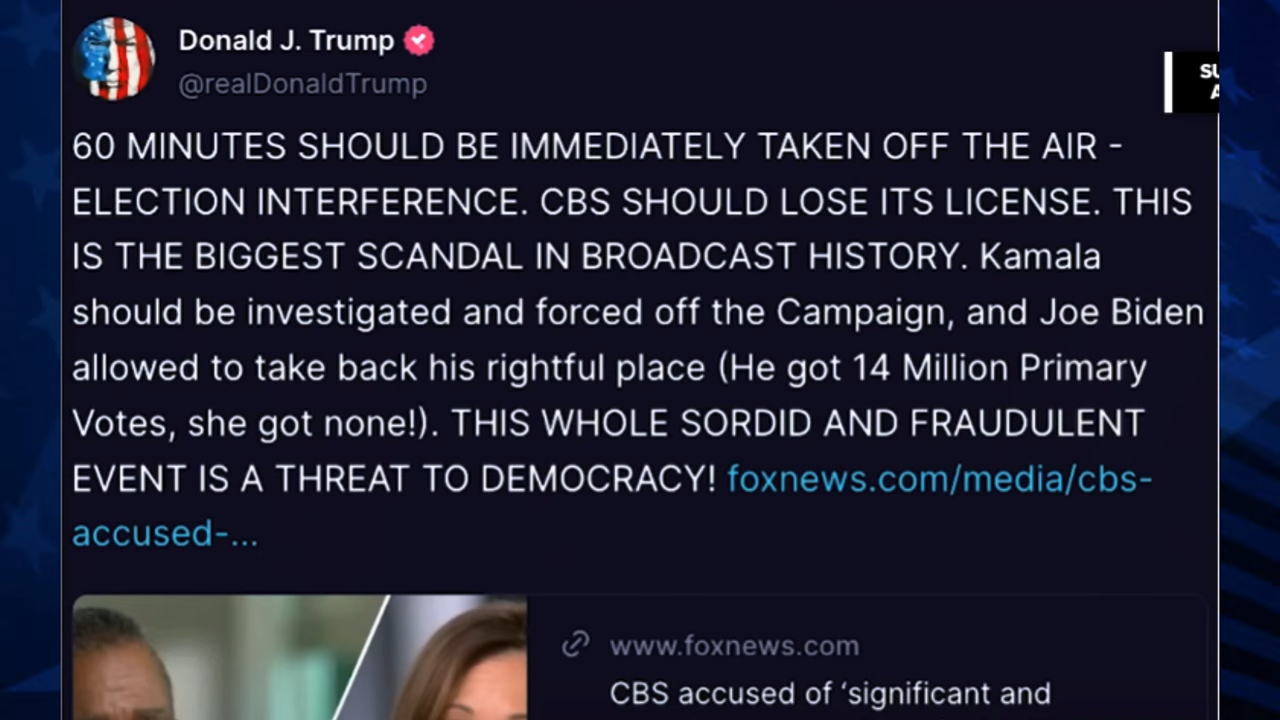 Donald J. Trump
@realDonaldTrump
60 MINUTES SHOULD BE IMMEDIATELY TAKEN OFF THE AIR -
ELECTION INTERFERENCE. CBS SHOULD LOSE ITS LICENSE. THIS
IS THE BIGGEST SCANDAL IN BROADCAST HISTORY. Kamala
should be investigated and forced off the Campaign, and Joe Biden
allowed to take back his rightful place (He got 14 Million Primary
Votes, she got none!). THIS WHOLE SORDID AND FRAUDULENT
EVENT IS A THREAT TO DEMOCRACY! foxnews.com/media/cbs-
accused-...
www.foxnews.com
CBS accused of ‘significant and